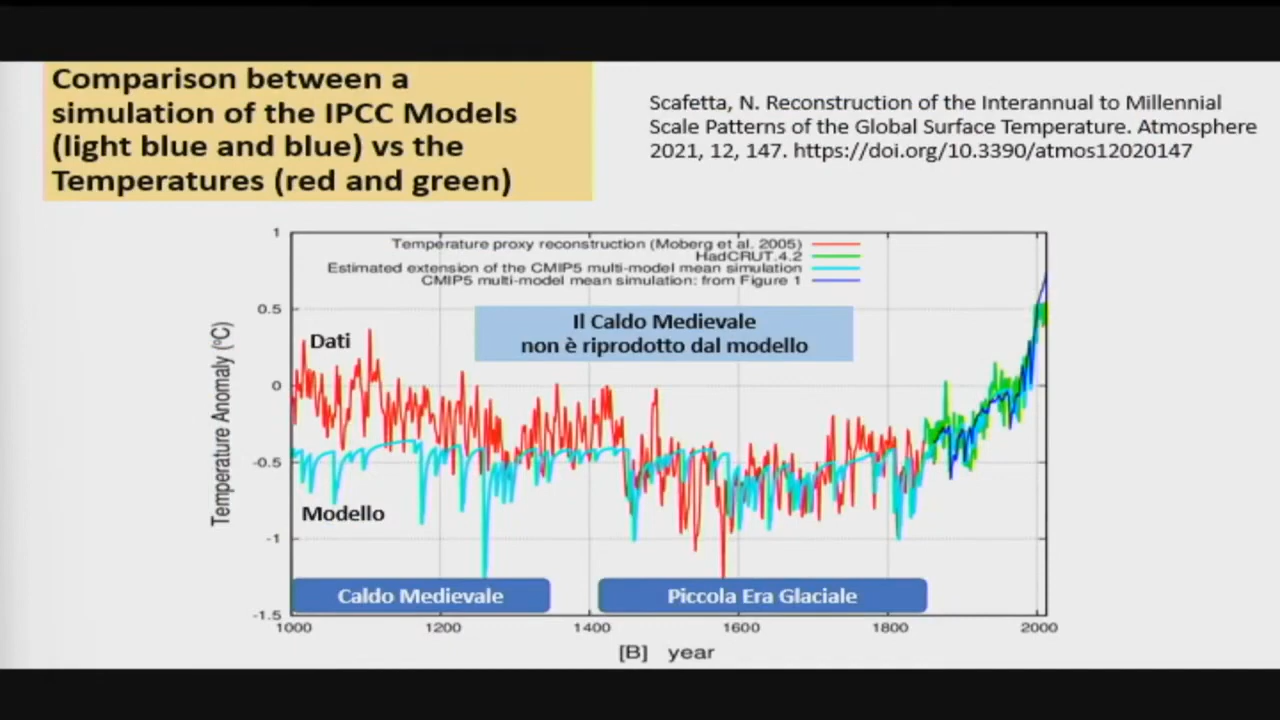 Comparison between a
simulation of the IPCC Models
(light blue and blue) vs the
Temperatures (red and green)
Scafetta, N. Reconstruction of the Interannual to Millennial
Scale Patterns of the Global Surface Temperature. Atmosphere
2021, 12, 147. https://doi.org/10.3390/atmos12020147
Temperature proxy reconstruction (Moberg et al. 2005)
HadCRUT.4.2
Estimated extension of the CMIP5 multi-model mean simulation
CMIP5 multi-model mean simulation: from Figure 1
Il Caldo Medievale
non è riprodotto dal modello
Dati
Modello
Caldo Medievale
Piccola Era Glaciale
Temperature Anomaly (°C)
1
0.5
0
-0.5
-1
-1.5
1000 1200 1400 1600 1800 2000
[B] year